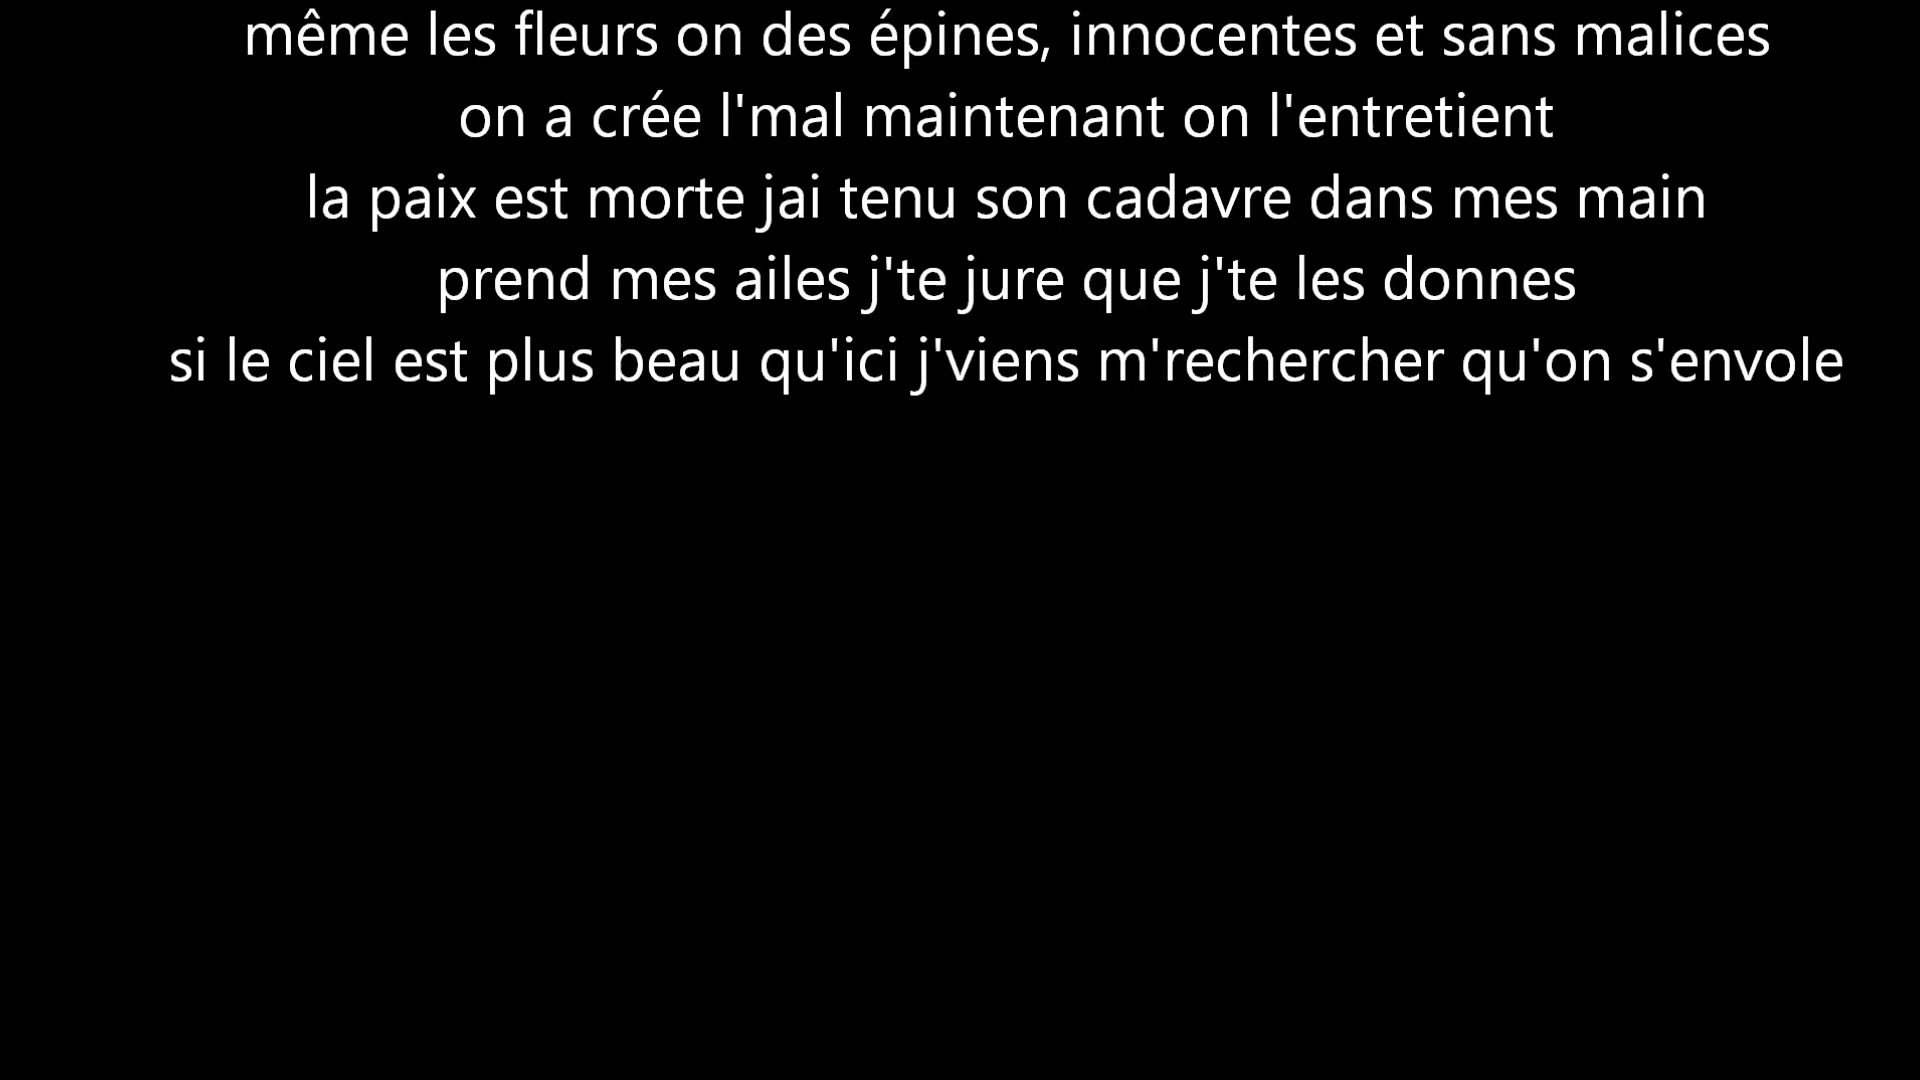 même les fleurs on des épines, innocentes et sans malices
on a crée l'mal maintenant on l'entretient
la paix est morte jai tenu son cadavre dans mes main
prend mes ailes j'te jure que j'te les donnes
si le ciel est plus beau qu'ici j'viens m'rechercher qu'on s'envole